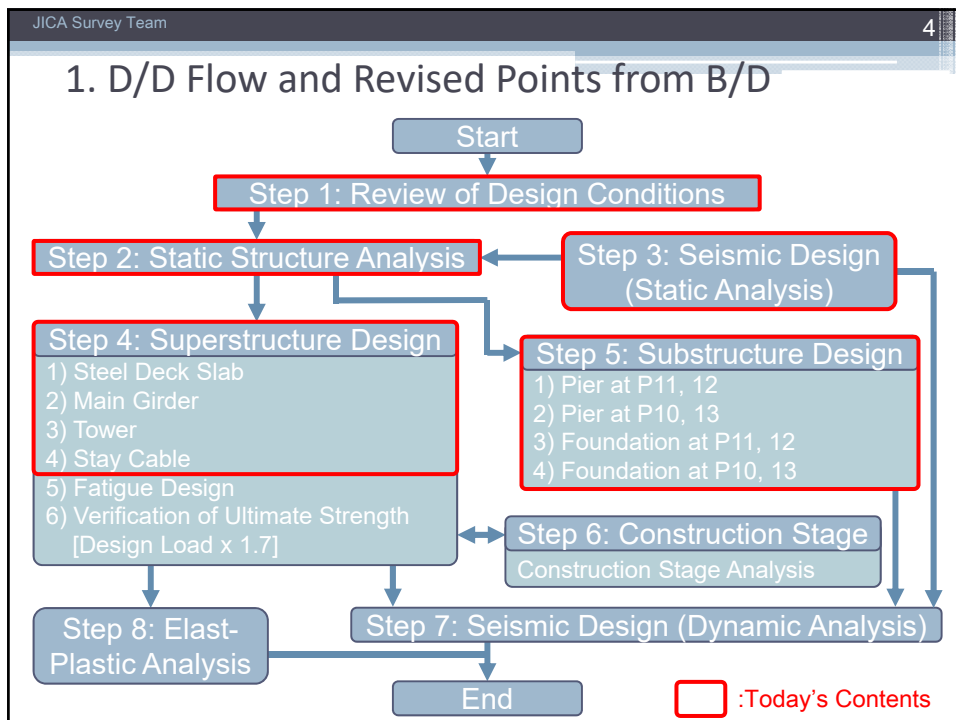 JICA Survey Team
4
1. D/D Flow and Revised Points from B/D
Start
Step 1: Review of Design Conditions
Step 2: Static Structure Analysis
Step 3: Seismic Design
(Static Analysis)
Step 4: Superstructure Design
1) Steel Deck Slab
2) Main Girder
3) Tower
4) Stay Cable
5) Fatigue Design
6) Verification of Ultimate Strength
[Design Load x 1.7]
Step 5: Substructure Design
1) Pier at P11, 12
2) Pier at P10, 13
3) Foundation at P11, 12
4) Foundation at P10, 13
Step 6: Construction Stage
Construction Stage Analysis
Step 8: Elast-
Plastic Analysis
Step 7: Seismic Design (Dynamic Analysis)
End
:Today's Contents